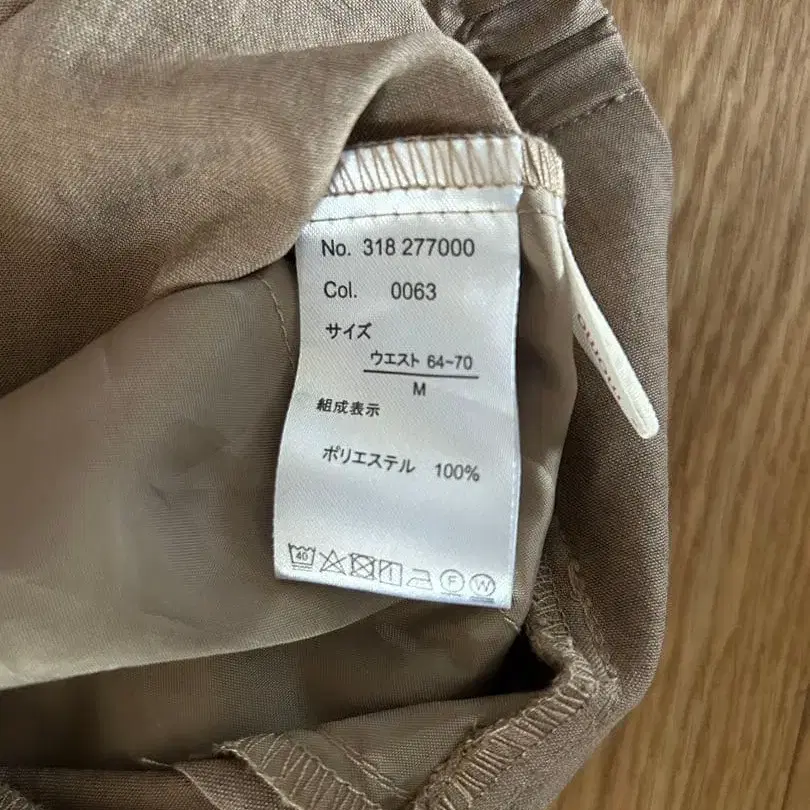 No. 318 277000
Col. 0063
サイズ
ウエスト 64~70
M
組成表示
ポリエステル 100%
40
F
W